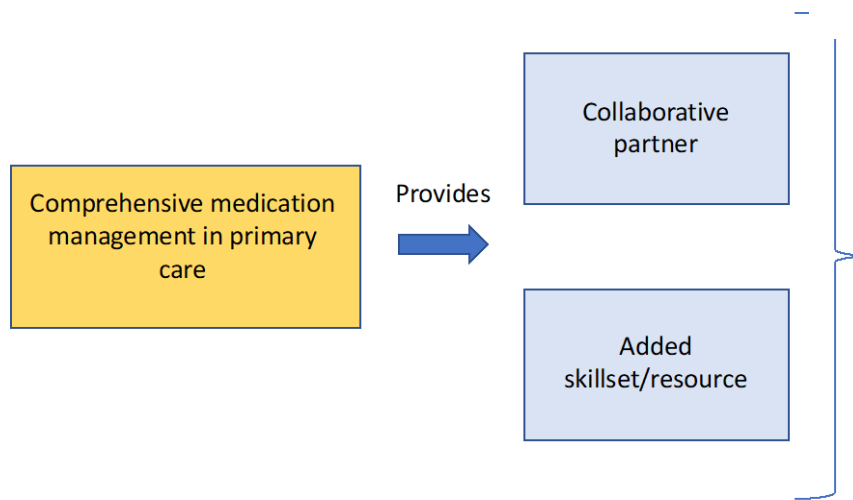 Comprehensive medication
management in primary
care
Provides
Collaborative
partner
Added
skillset/resource